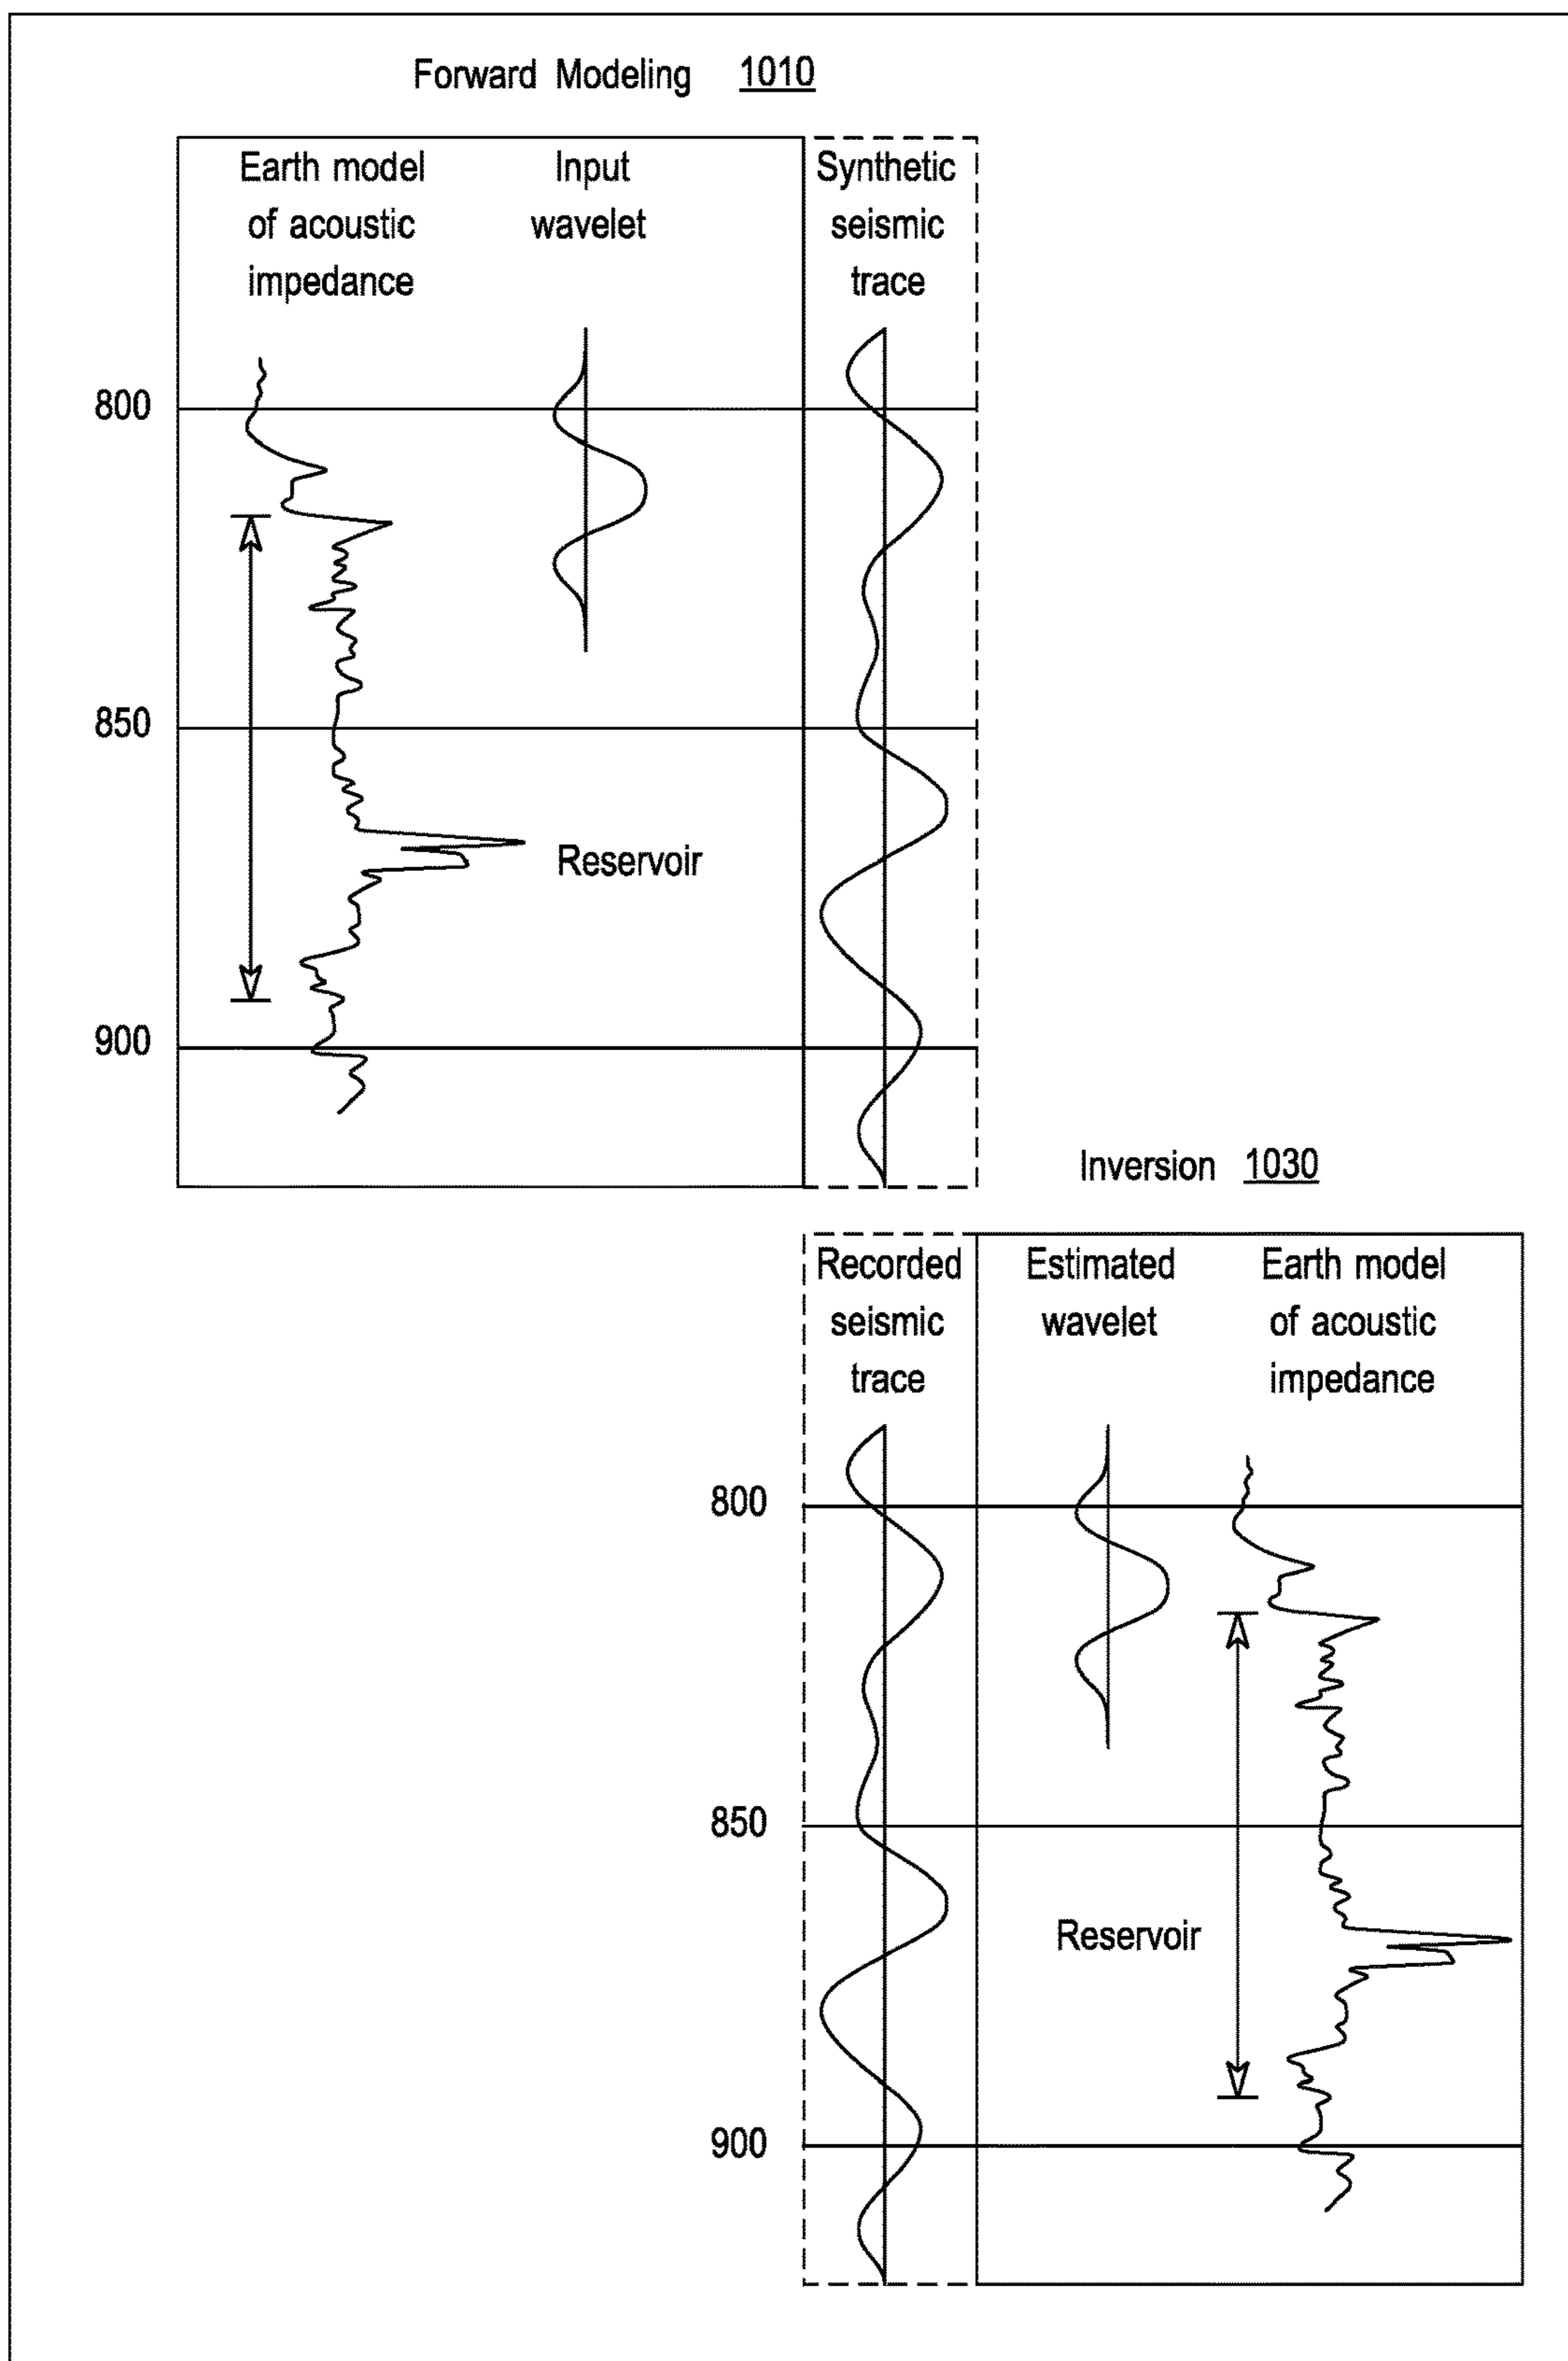 Forward Modeling 1010
Earth model
of acoustic
impedance
Input
wavelet
Synthetic
seismic
trace
800
850
Reservoir
900
Inversion 1030
Recorded
seismic
trace
Estimated
wavelet
Earth model
of acoustic
impedance
800
850
Reservoir
900